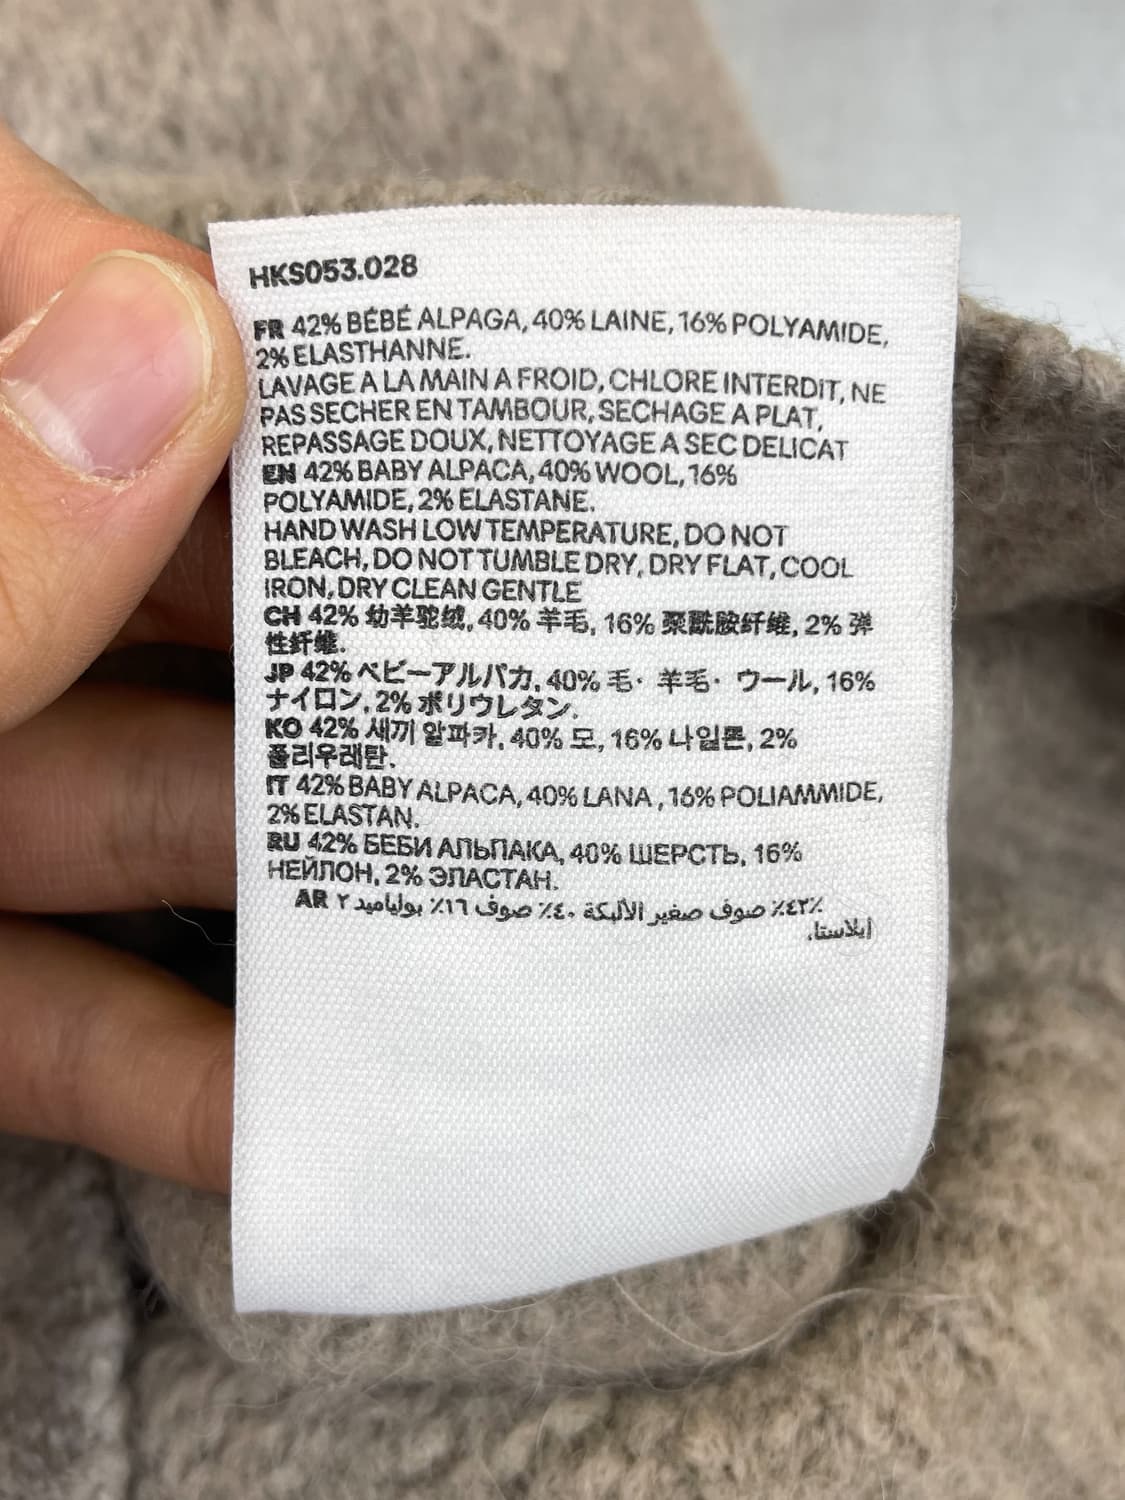 HKS053.028
FR 42% BÉBÉ ALPAGA, 40% LAINE, 16% POLYAMIDE,
2% ELASTHANNE.
LAVAGE A LA MAIN A FROID, CHLORE INTERDIT, NE
PAS SECHER EN TAMBOUR, SECHAGE A PLAT,
REPASSAGE DOUX, NETTOYAGE A SEC DELICAT
EN 42% BABY ALPACA, 40% WOOL, 16%
POLYAMIDE, 2% ELASTANE.
HAND WASH LOW TEMPERATURE, DO NOT
BLEACH, DO NOT TUMBLE DRY, DRY FLAT, COOL
IRON, DRY CLEAN GENTLE
CH 42% 幼羊驼绒, 40% 羊毛, 16% 聚酰胺纤维, 2% 弹
性纤维.
JP 42% ベビーアルパカ, 40% 毛・羊毛・ウール, 16%
ナイロン, 2% ポリウレタン.
KO 42% 새끼 알파카, 40% 모, 16% 나일론, 2%
폴리우레탄.
IT 42% BABY ALPACA, 40% LANA , 16% POLIAMMIDE,
2% ELASTAN.
RU 42% БЕБИ АЛЬПАКА, 40% ШЕРСТЬ, 16%
НЕЙЛОН, 2% ЭЛАСТАН.
AR ٪٤٢٪ صوف صغير الألبكة ٤٠٪ صوف ١٦٪ بولياميد ٢
إيلاستا.